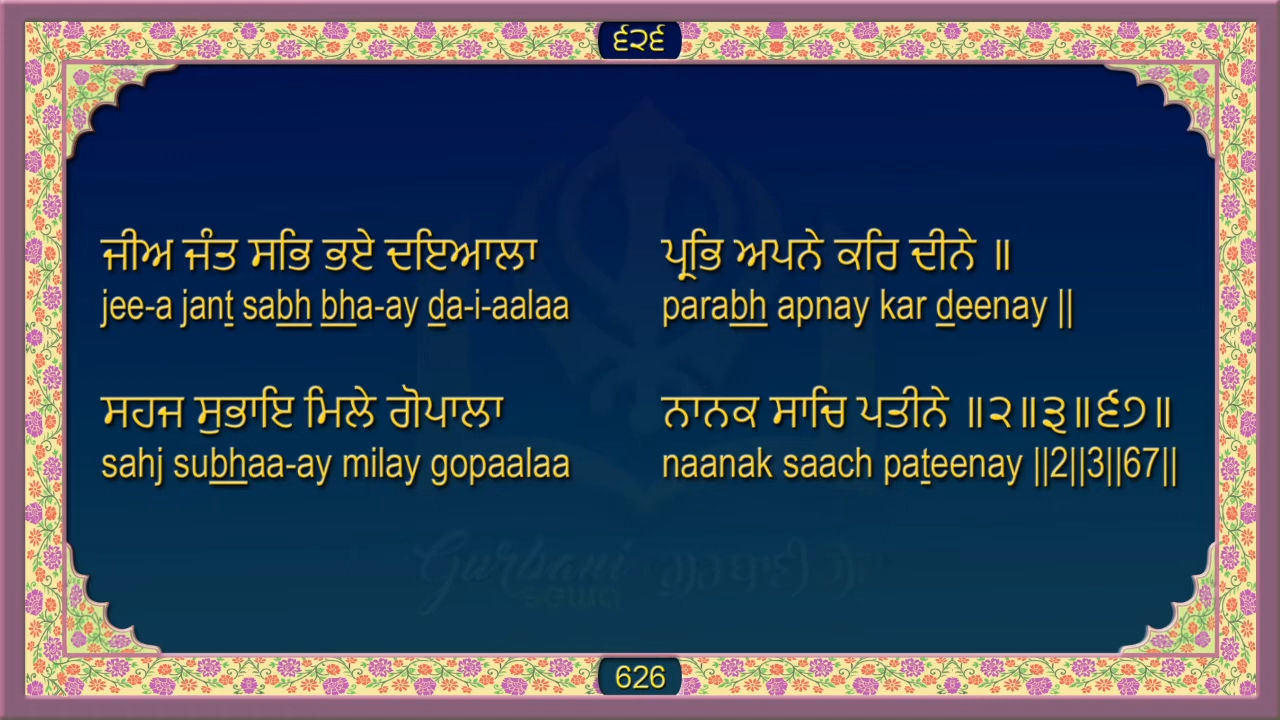 ੬੨੬
ਜੀਅ ਜੰਤ ਸਭਿ ਭਏ ਦਇਆਲਾ ਪ੍ਰਭਿ ਅਪਨੇ ਕਰਿ ਦੀਨੇ ॥
jee-a jant sabh bha-ay da-i-aalaa parabh apnay kar deenay ||
ਸਹਜ ਸੁਭਾਇ ਮਿਲੇ ਗੋਪਾਲਾ ਨਾਨਕ ਸਾਚਿ ਪਤੀਨੇ ॥੨॥੩॥੬੭॥
sahj subhaa-ay milay gopaalaa naanak saach pateenay ||2||3||67||
Gurbani
626